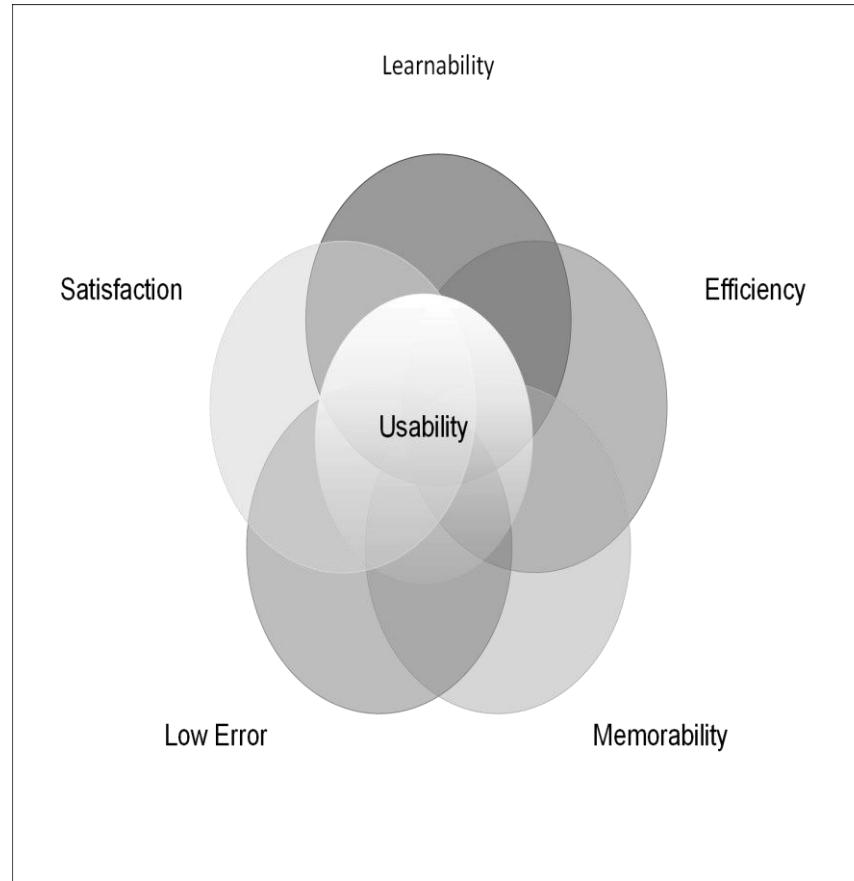 Learnability
Satisfaction
Efficiency
Usability
Low Error
Memorability